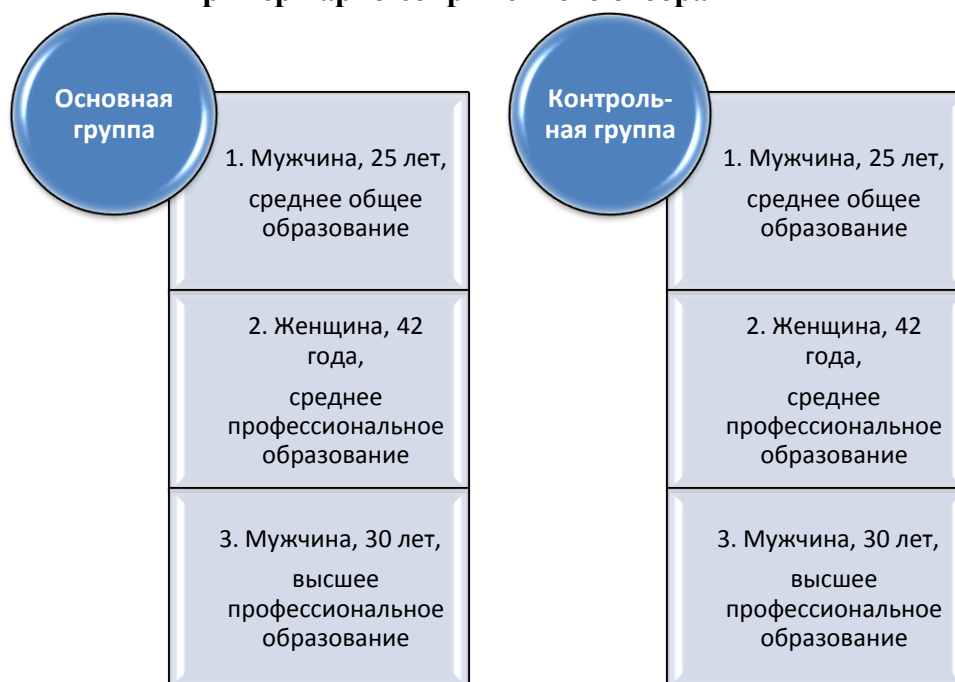 Основная
группа
1. Мужчина, 25 лет,
среднее общее
образование
2. Женщина, 42
года,
среднее
профессиональное
образование
3. Мужчина, 30 лет,
высшее
профессиональное
образование
Контроль-
ная группа
1. Мужчина, 25 лет,
среднее общее
образование
2. Женщина, 42
года,
среднее
профессиональное
образование
3. Мужчина, 30 лет,
высшее
профессиональное
образование